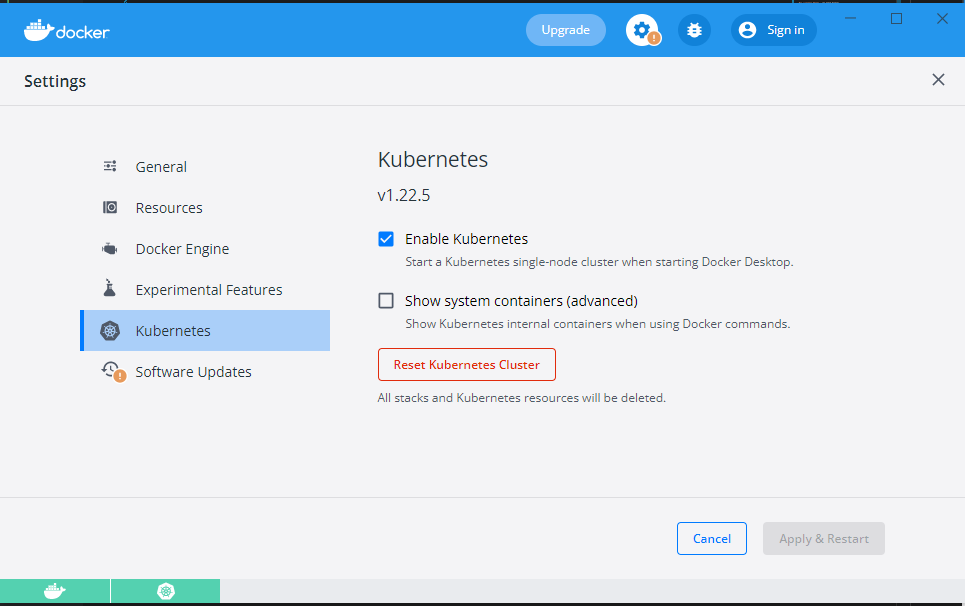 docker
Upgrade
Sign in
Settings
General
Resources
Docker Engine
Experimental Features
Kubernetes
Software Updates
Kubernetes
v1.22.5
Enable Kubernetes
Start a Kubernetes single-node cluster when starting Docker Desktop.
Show system containers (advanced)
Show Kubernetes internal containers when using Docker commands.
Reset Kubernetes Cluster
All stacks and Kubernetes resources will be deleted.
Cancel
Apply & Restart